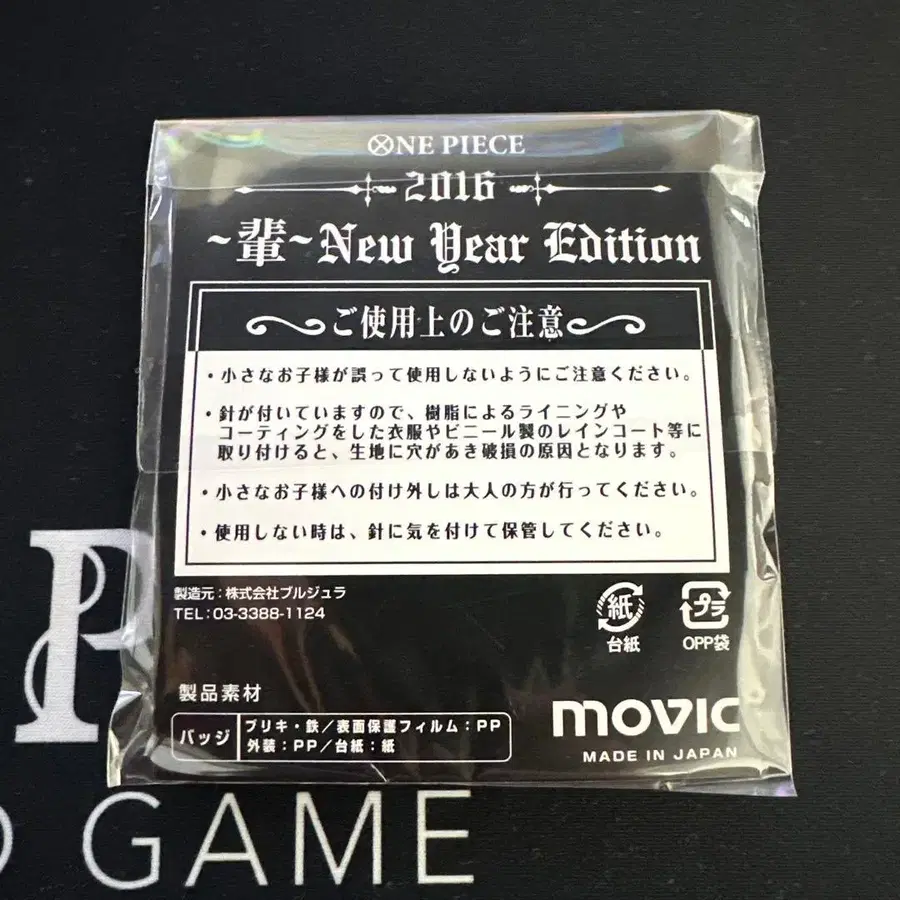 ONE PIECE
2016
~輩~New Year Edition
ご使用上のご注意
・小さなお子様が誤って使用しないようにご注意ください。
・針が付いていますので、樹脂によるライニングや
コーティングをした衣服やビニール製のレインコート等に
取り付けると、生地に穴があき破損の原因となります。
・小さなお子様への付け外しは大人の方が行ってください。
・使用しない時は、針に気を付けて保管してください。
製造元:株式会社ブルジュラ
TEL:03-3388-1124
紙
台紙
プラ
OPP袋
製品素材
バッジ
ブリキ・鉄/表面保護フィルム:PP
外装:PP/台紙:紙
movic
MADE IN JAPAN
P
GAME